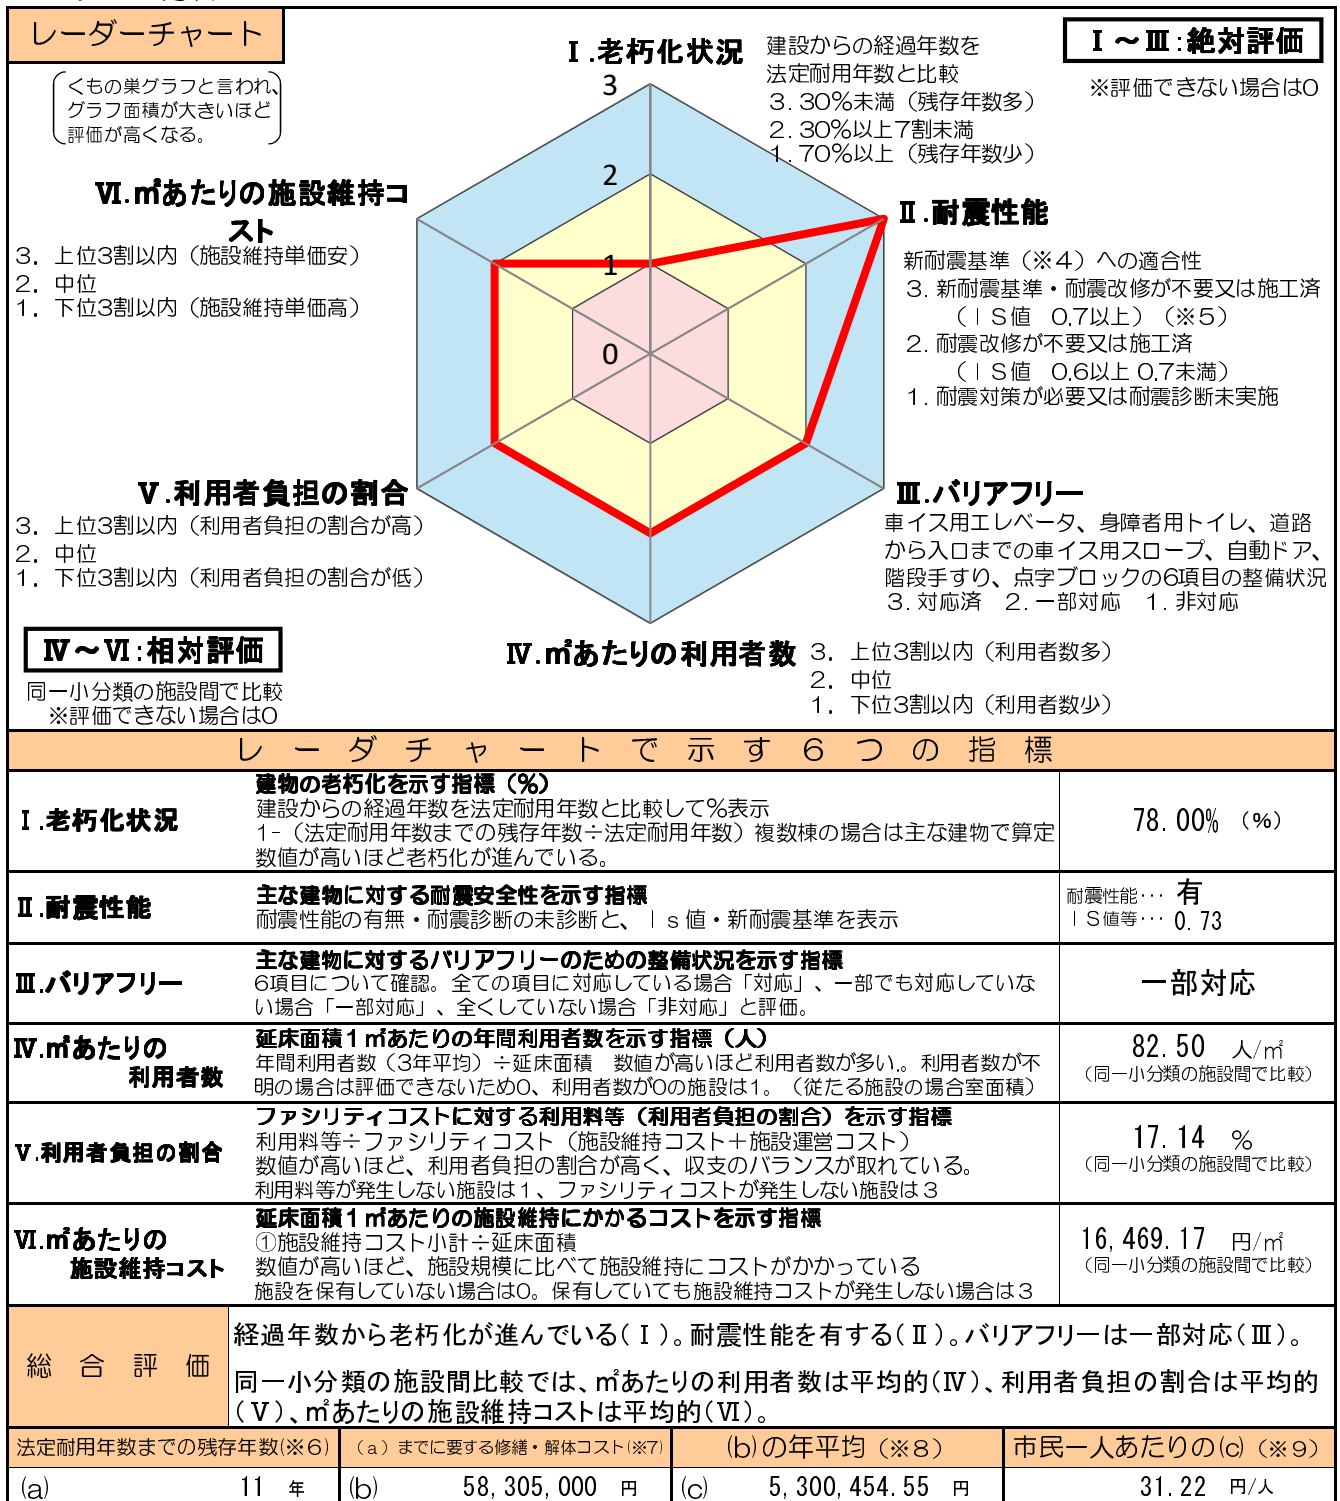 レーダーチャート
くもの巣グラフと言われ、
グラフ面積が大きいほど
評価が高くなる。
Ⅰ～Ⅲ:絶対評価
※評価できない場合は0
Ⅰ.老朽化状況
建設からの経過年数を
法定耐用年数と比較
3．30％未満（残存年数多）
2．30％以上7割未満
1．70％以上（残存年数少）
3
2
1
0
Ⅵ.㎡あたりの施設維持コ
スト
3．上位3割以内（施設維持単価安）
2．中位
1．下位3割以内（施設維持単価高）
Ⅱ.耐震性能
新耐震基準（※４）への適合性
3．新耐震基準・耐震改修が不要又は施工済
（ＩＳ値　0.7以上）（※5）
2．耐震改修が不要又は施工済
（ＩＳ値　0.6以上 0.7未満）
1．耐震対策が必要又は耐震診断未実施
Ⅴ.利用者負担の割合
3．上位3割以内（利用者負担の割合が高）
2．中位
1．下位3割以内（利用者負担の割合が低）
Ⅲ.バリアフリー
車イス用エレベータ、身障者用トイレ、道路
から入口までの車イス用スロープ、自動ドア、
階段手すり、点字ブロックの6項目の整備状況
3．対応済　2．一部対応　1．非対応
Ⅳ～Ⅵ:相対評価
同一小分類の施設間で比較
※評価できない場合は0
Ⅳ.㎡あたりの利用者数
3．上位3割以内（利用者数多）
2．中位
1．下位3割以内（利用者数少）
レーダチャートで示す６つの指標
Ⅰ.老朽化状況
建物の老朽化を示す指標（％）
建設からの経過年数を法定耐用年数と比較して％表示
1-（法定耐用年数までの残存年数÷法定耐用年数）複数棟の場合は主な建物で算定
数値が高いほど老朽化が進んでいる。
78.00% （%）
Ⅱ.耐震性能
主な建物に対する耐震安全性を示す指標
耐震性能の有無・耐震診断の未診断と、Ｉｓ値・新耐震基準を表示
耐震性能… 有
ＩＳ値等… 0.73
Ⅲ.バリアフリー
主な建物に対するバリアフリーのための整備状況を示す指標
6項目について確認。全ての項目に対応している場合「対応」、一部でも対応していな
い場合「一部対応」、全くしていない場合「非対応」と評価。
一部対応
Ⅳ.㎡あたりの
利用者数
延床面積１㎡あたりの年間利用者数を示す指標（人）
年間利用者数（3年平均）÷延床面積　数値が高いほど利用者数が多い。利用者数が不
明の場合は評価できないため0、利用者数が0の施設は1。（従たる施設の場合室面積）
82.50 人/㎡
（同一小分類の施設間で比較）
Ⅴ.利用者負担の割合
ファシリティコストに対する利用料等（利用者負担の割合）を示す指標
利用料等÷ファシリティコスト（施設維持コスト＋施設運営コスト）
数値が高いほど、利用者負担の割合が高く、収支のバランスが取れている。
利用料等が発生しない施設は１、ファシリティコストが発生しない施設は３
17.14 %
（同一小分類の施設間で比較）
Ⅵ.㎡あたりの
施設維持コスト
延床面積１㎡あたりの施設維持にかかるコストを示す指標
①施設維持コスト小計÷延床面積
数値が高いほど、施設規模に比べて施設維持にコストがかかっている
施設を保有していない場合は0。保有していても施設維持コストが発生しない場合は３
16,469.17 円/㎡
（同一小分類の施設間で比較）
総合評価
経過年数から老朽化が進んでいる(Ⅰ)。耐震性能を有する(Ⅱ)。バリアフリーは一部対応(Ⅲ)。
同一小分類の施設間比較では、㎡あたりの利用者数は平均的(Ⅳ)、利用者負担の割合は平均的
(Ⅴ)、㎡あたりの施設維持コストは平均的(Ⅵ)。
法定耐用年数までの残存年数(※6)
（a）までに要する修繕・解体コスト(※7)
(b)の年平均（※8）
市民一人あたりの(c)（※9）
(a) 11 年
(b) 58,305,000 円
(c) 5,300,454.55 円
31.22 円/人